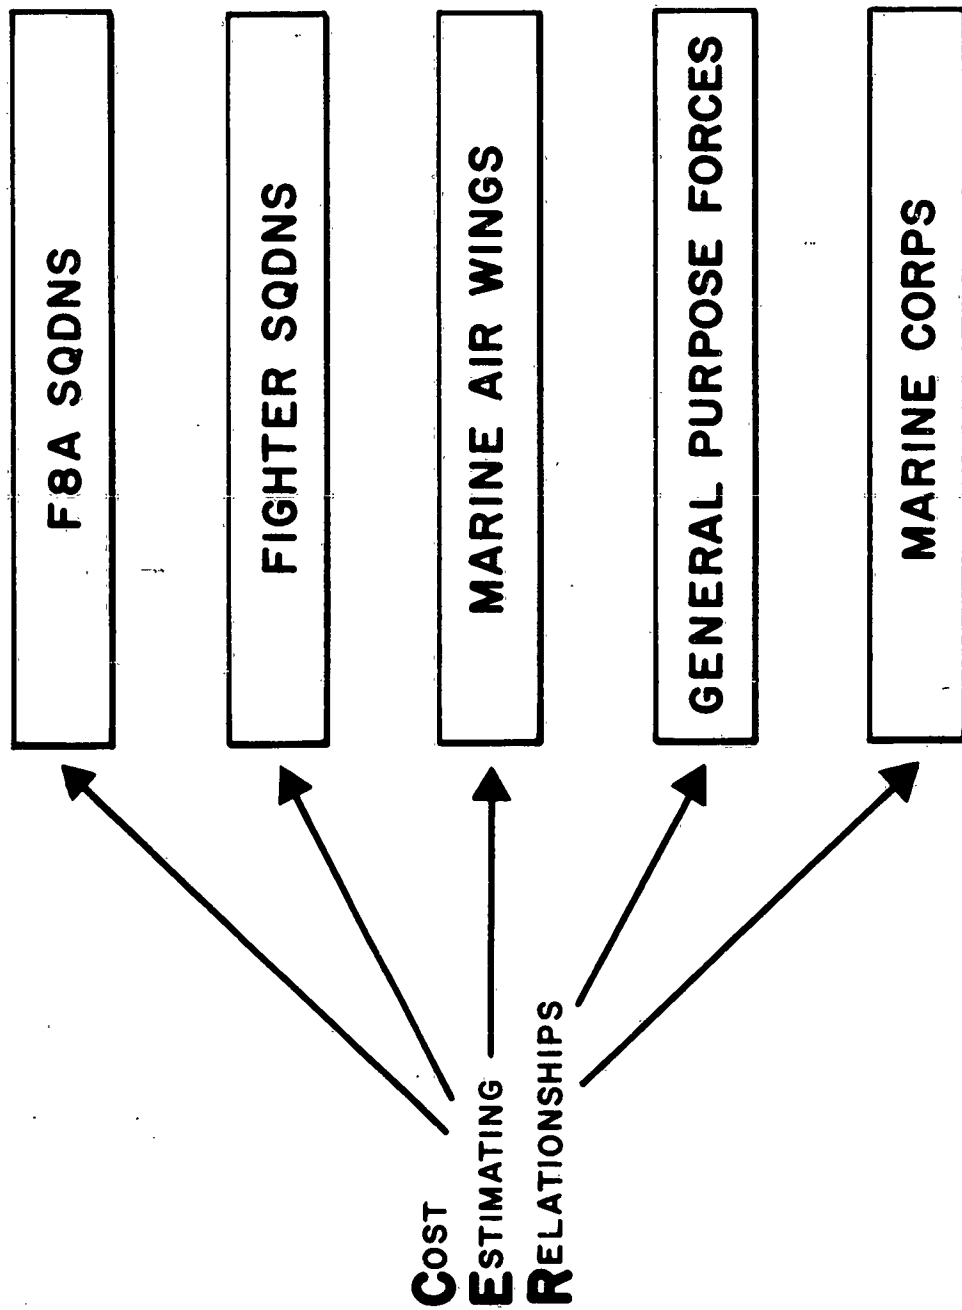 COST
ESTIMATING
RELATIONSHIPS
F8A SQDNS
FIGHTER SQDNS
MARINE AIR WINGS
GENERAL PURPOSE FORCES
MARINE CORPS